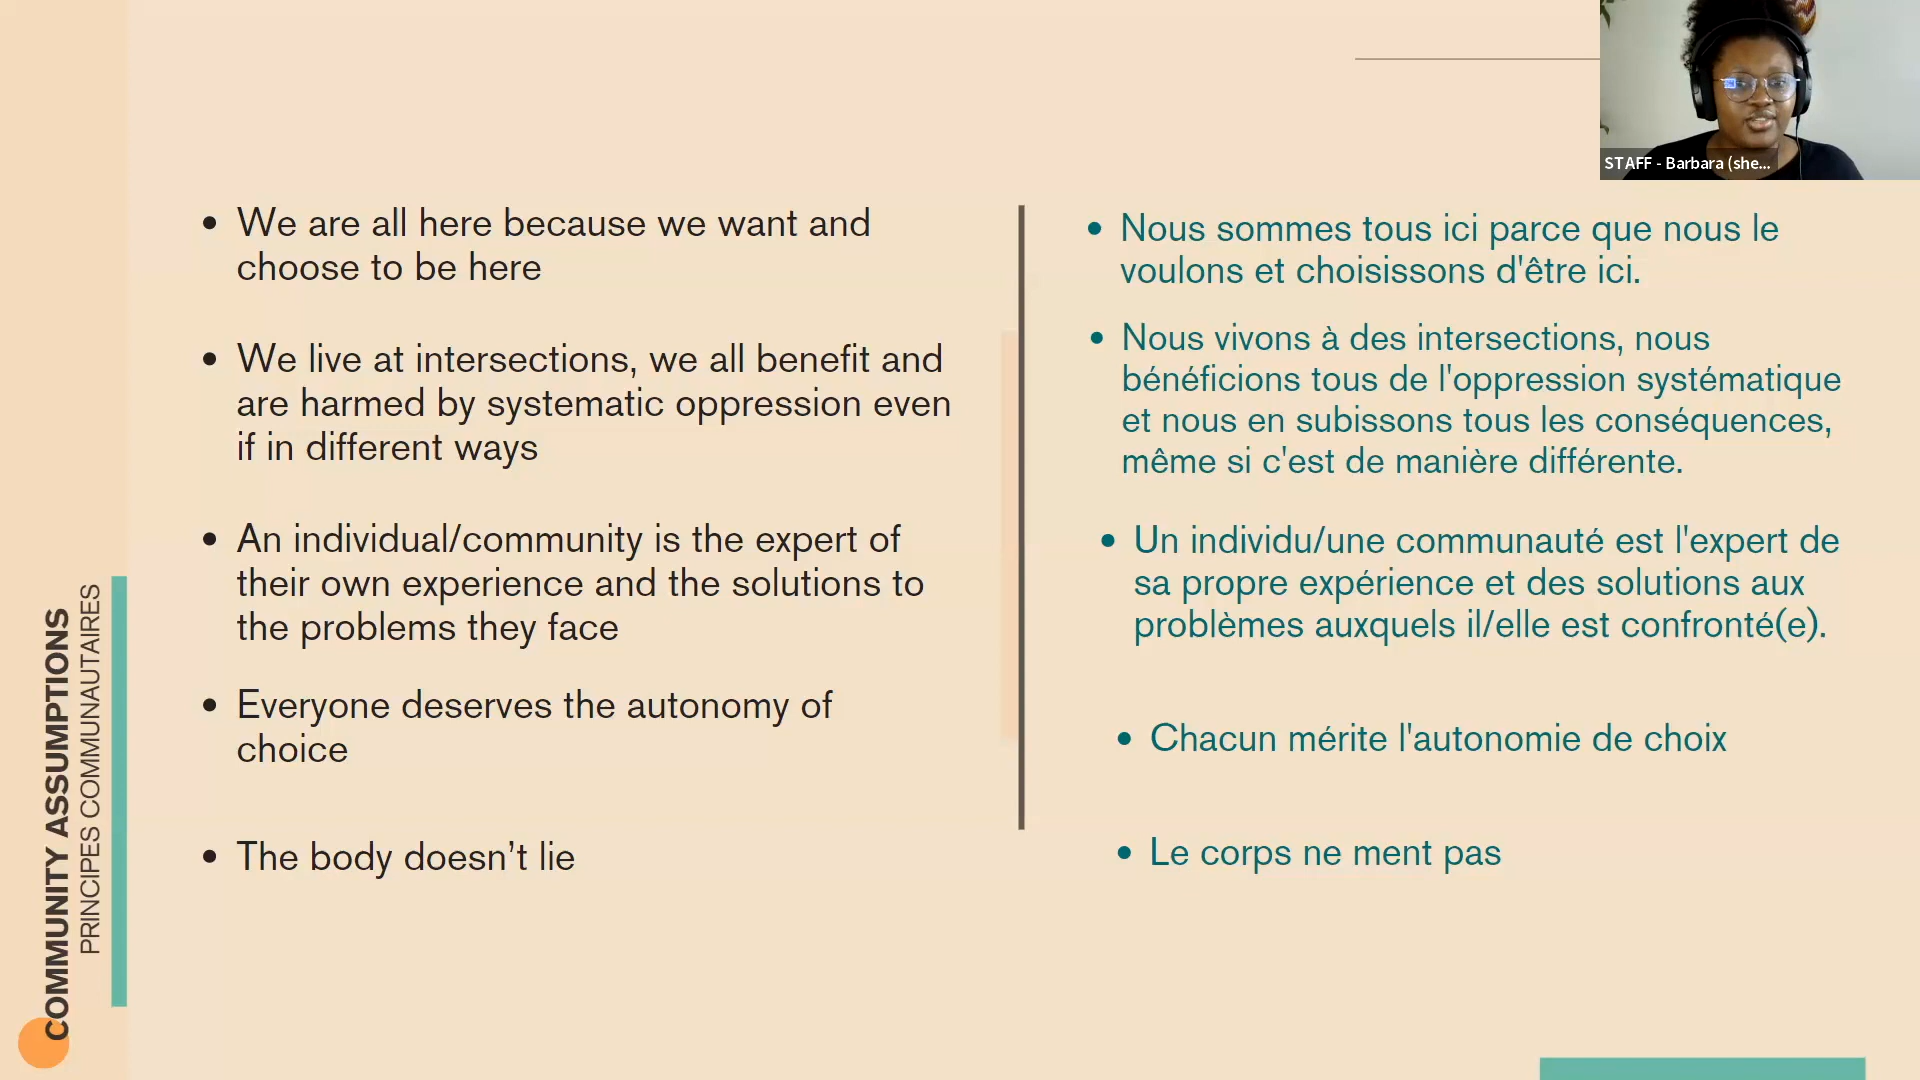 STAFF - Barbara (she...
COMMUNITY ASSUMPTIONS
PRINCIPES COMMUNAUTAIRES
• We are all here because we want and
choose to be here
• We live at intersections, we all benefit and
are harmed by systematic oppression even
if in different ways
• An individual/community is the expert of
their own experience and the solutions to
the problems they face
• Everyone deserves the autonomy of
choice
• The body doesn’t lie
• Nous sommes tous ici parce que nous le
voulons et choisissons d'être ici.
• Nous vivons à des intersections, nous
bénéficions tous de l'oppression systématique
et nous en subissons tous les conséquences,
même si c'est de manière différente.
• Un individu/une communauté est l'expert de
sa propre expérience et des solutions aux
problèmes auxquels il/elle est confronté(e).
• Chacun mérite l'autonomie de choix
• Le corps ne ment pas